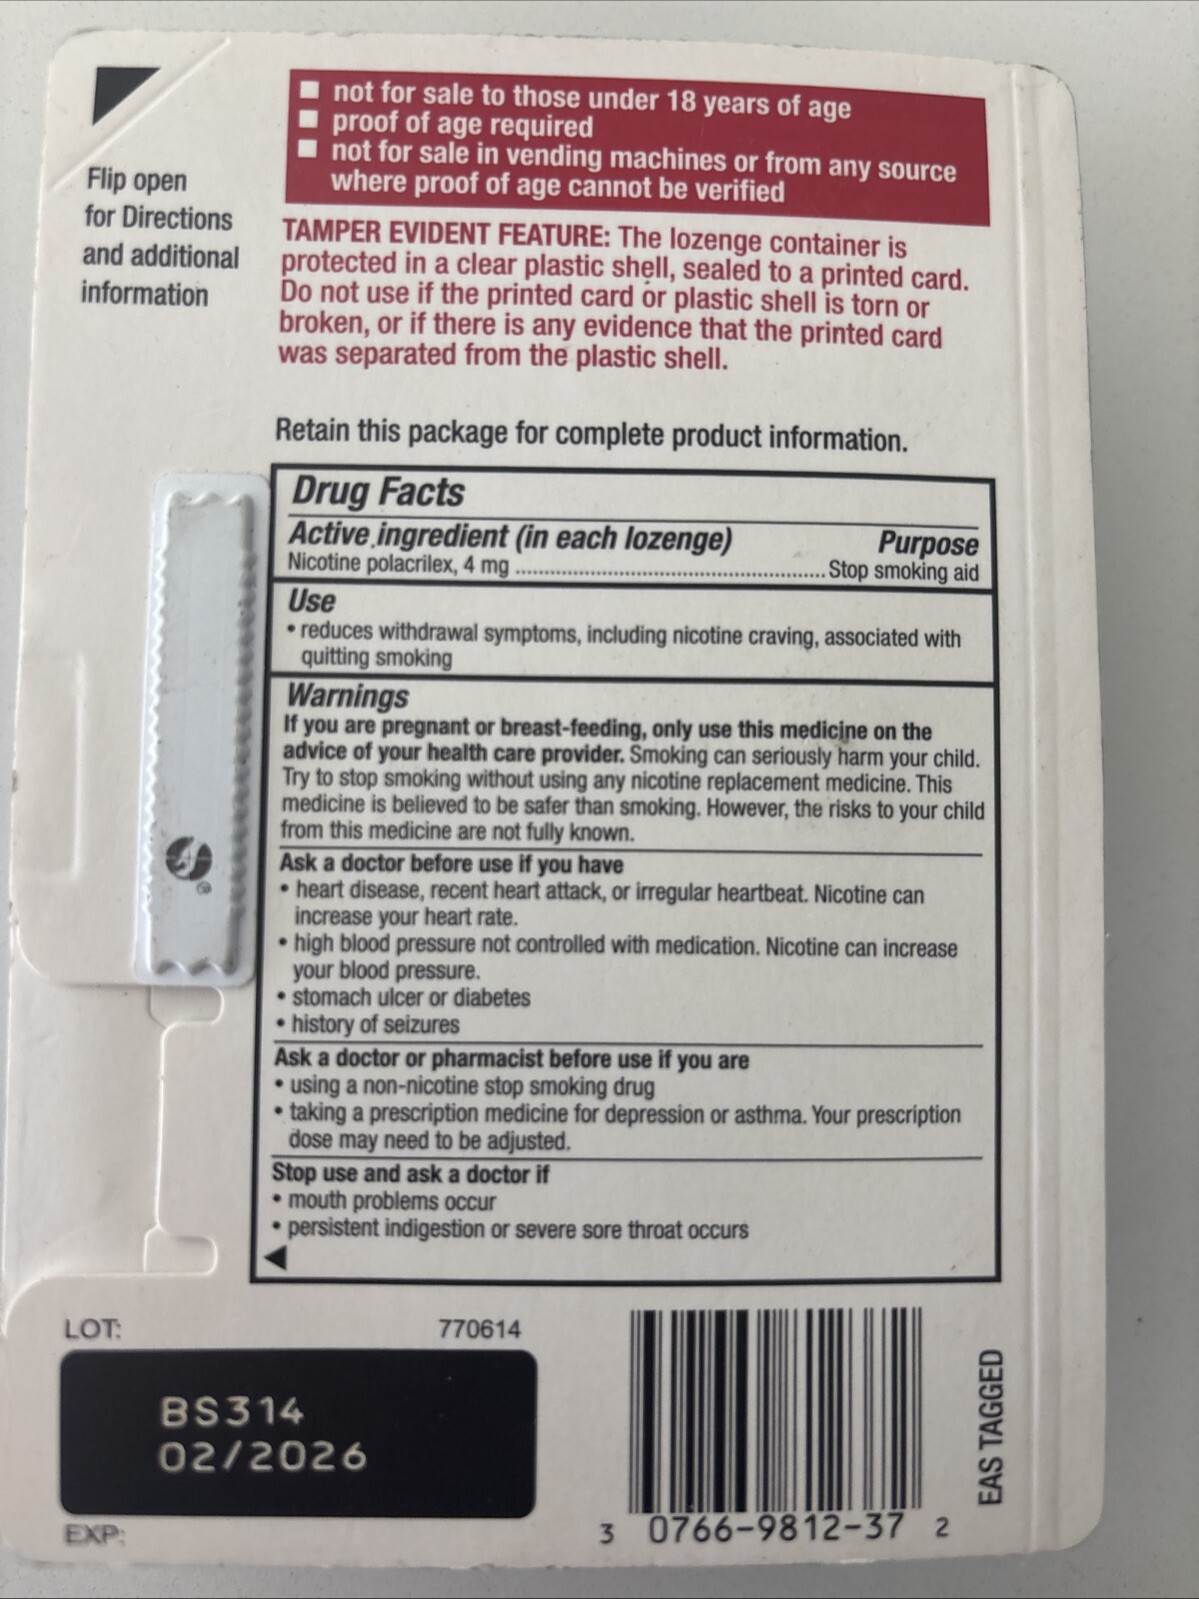 Flip open
for Directions
and additional
information
not for sale to those under 18 years of age
proof of age required
not for sale in vending machines or from any source
where proof of age cannot be verified
TAMPER EVIDENT FEATURE: The lozenge container is
protected in a clear plastic shell, sealed to a printed card.
Do not use if the printed card or plastic shell is torn or
broken, or if there is any evidence that the printed card
was separated from the plastic shell.
Retain this package for complete product information.
Drug Facts
Active ingredient (in each lozenge) Purpose
Nicotine polacrilex, 4 mg ............................................... Stop smoking aid
Use
• reduces withdrawal symptoms, including nicotine craving, associated with
quitting smoking
Warnings
If you are pregnant or breast-feeding, only use this medicine on the
advice of your health care provider. Smoking can seriously harm your child.
Try to stop smoking without using any nicotine replacement medicine. This
medicine is believed to be safer than smoking. However, the risks to your child
from this medicine are not fully known.
Ask a doctor before use if you have
• heart disease, recent heart attack, or irregular heartbeat. Nicotine can
increase your heart rate.
• high blood pressure not controlled with medication. Nicotine can increase
your blood pressure.
• stomach ulcer or diabetes
• history of seizures
Ask a doctor or pharmacist before use if you are
• using a non-nicotine stop smoking drug
• taking a prescription medicine for depression or asthma. Your prescription
dose may need to be adjusted.
Stop use and ask a doctor if
• mouth problems occur
• persistent indigestion or severe sore throat occurs
LOT: 770614
BS314
02/2026
EXP:
3 0766-9812-37 2
EAS TAGGED